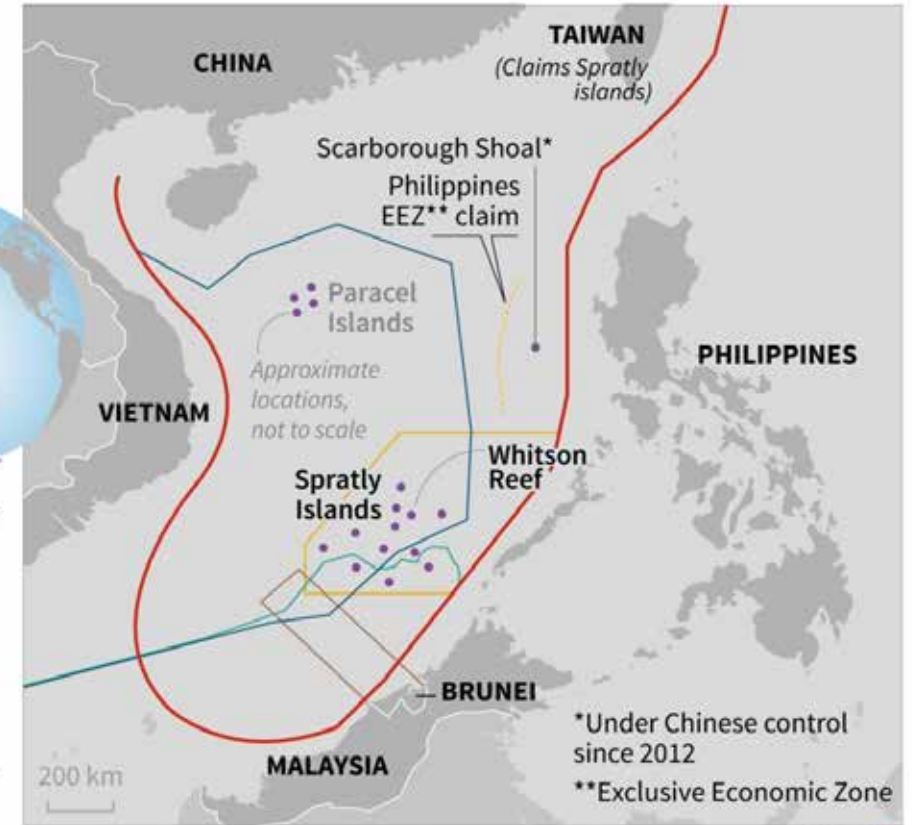 CHINA
TAIWAN
(Claims Spratly
islands)
Scarborough Shoal*
Philippines
EEZ** claim
Paracel
Islands
Approximate
locations,
not to scale
PHILIPPINES
VIETNAM
Whitson
Reef
Spratly
Islands
BRUNEI
*Under Chinese control
since 2012
MALAYSIA
**Exclusive Economic Zone
200 km